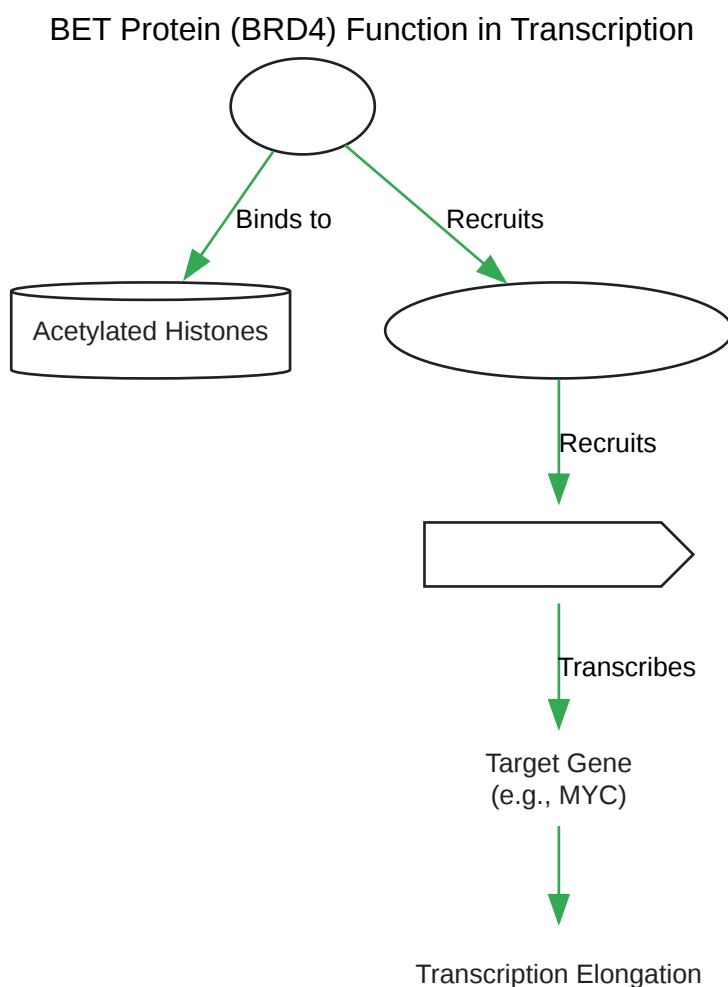 BET Protein (BRD4) Function in Transcription
Binds to
Recruits
Acetylated Histones
Recruits
Transcribes
Target Gene
(e.g., MYC)
Transcription Elongation